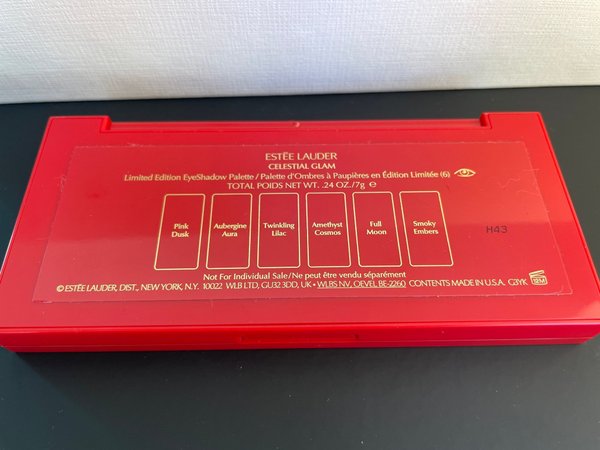 ESTĒE LAUDER
CELESTIAL GLAM
Limited Edition EyeShadow Palette / Palette d'Ombres à Paupières en Édition Limitée (6)
TOTAL POIDS NET WT. .24 OZ./7g ℮
Pink Dusk
Aubergine Aura
Twinkling Lilac
Amethyst Cosmos
Full Moon
Smoky Embers
H43
Not For Individual Sale/Ne peut être vendu séparément
© ESTĒE LAUDER, DIST., NEW YORK, N.Y. 10022 WLB LTD, GU32 3DD, UK • WLBS NV, OEVEL BE-2260 CONTENTS MADE IN U.S.A. C3YK